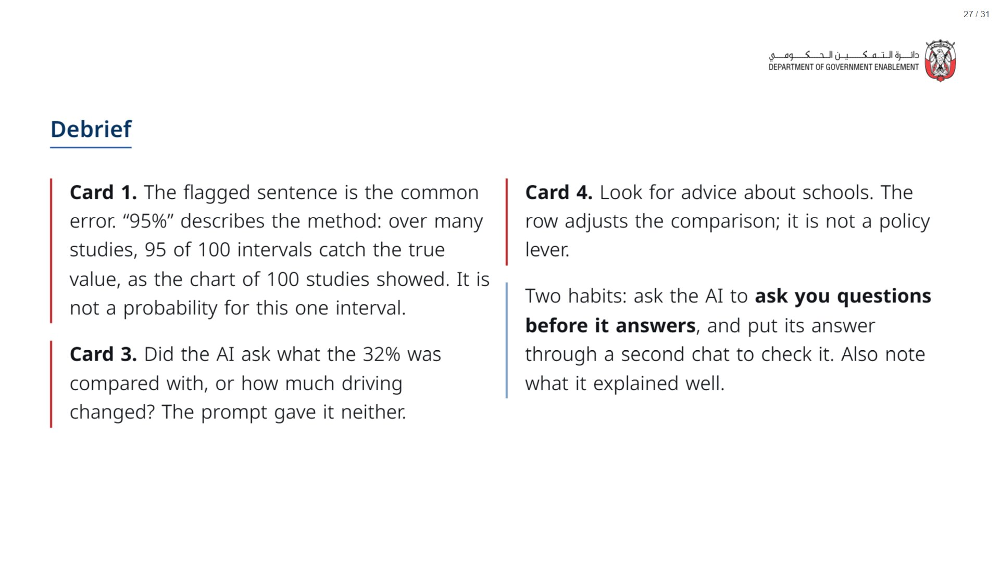 27 / 31
دائرة التمكين الحكومي
DEPARTMENT OF GOVERNMENT ENABLEMENT
Debrief
Card 1. The flagged sentence is the common
error. “95%” describes the method: over many
studies, 95 of 100 intervals catch the true
value, as the chart of 100 studies showed. It is
not a probability for this one interval.
Card 3. Did the AI ask what the 32% was
compared with, or how much driving
changed? The prompt gave it neither.
Card 4. Look for advice about schools. The
row adjusts the comparison; it is not a policy
lever.
Two habits: ask the AI to ask you questions
before it answers, and put its answer
through a second chat to check it. Also note
what it explained well.